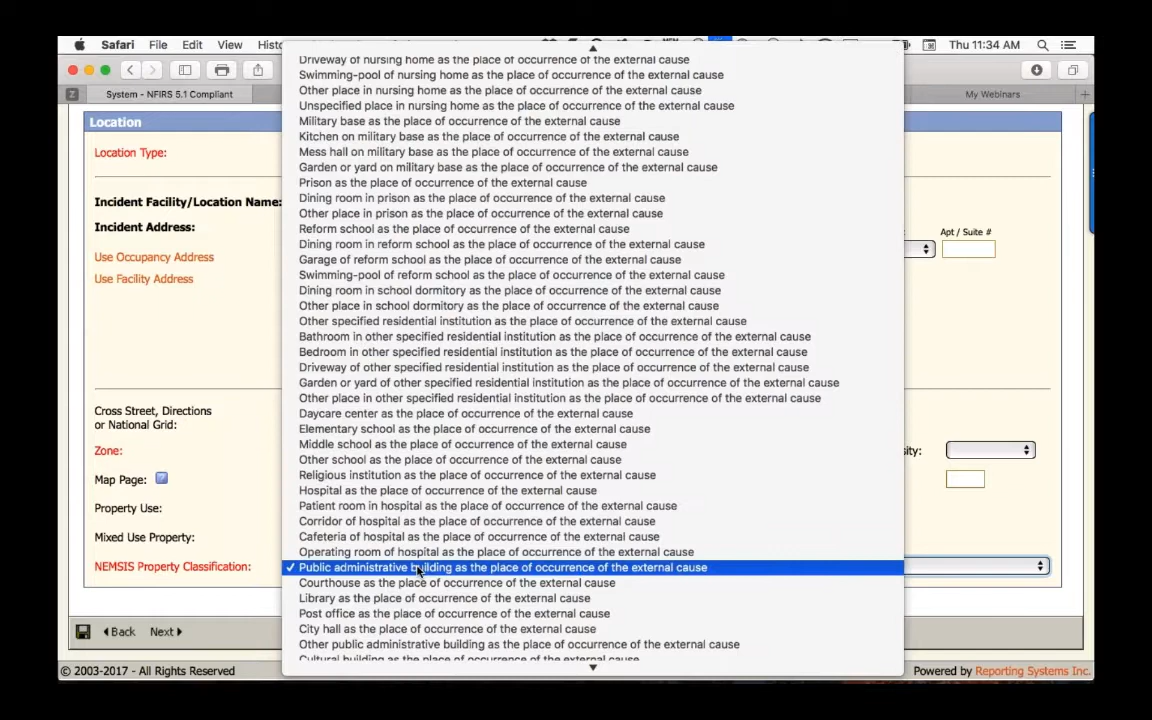 Safari File Edit View Thu 11:34 AM
System - NFIRS 5.1 Compliant My Webinars
Location
Location Type:
Incident Facility/Location Name:
Incident Address:
Apt / Suite #
Use Occupancy Address
Use Facility Address
Cross Street, Directions
or National Grid:
Zone:
Map Page: ?
Property Use:
Mixed Use Property:
NEMSIS Property Classification:
Driveway of nursing home as the place of occurrence of the external cause
Swimming-pool of nursing home as the place of occurrence of the external cause
Other place in nursing home as the place of occurrence of the external cause
Unspecified place in nursing home as the place of occurrence of the external cause
Military base as the place of occurrence of the external cause
Kitchen on military base as the place of occurrence of the external cause
Mess hall on military base as the place of occurrence of the external cause
Garden or yard on military base as the place of occurrence of the external cause
Prison as the place of occurrence of the external cause
Dining room in prison as the place of occurrence of the external cause
Other place in prison as the place of occurrence of the external cause
Reform school as the place of occurrence of the external cause
Dining room in reform school as the place of occurrence of the external cause
Garage of reform school as the place of occurrence of the external cause
Swimming-pool of reform school as the place of occurrence of the external cause
Dining room in school dormitory as the place of occurrence of the external cause
Other place in school dormitory as the place of occurrence of the external cause
Other specified residential institution as the place of occurrence of the external cause
Bathroom in other specified residential institution as the place of occurrence of the external cause
Bedroom in other specified residential institution as the place of occurrence of the external cause
Driveway of other specified residential institution as the place of occurrence of the external cause
Garden or yard of other specified residential institution as the place of occurrence of the external cause
Other place in other specified residential institution as the place of occurrence of the external cause
Daycare center as the place of occurrence of the external cause
Elementary school as the place of occurrence of the external cause
Middle school as the place of occurrence of the external cause
Other school as the place of occurrence of the external cause
Religious institution as the place of occurrence of the external cause
Hospital as the place of occurrence of the external cause
Patient room in hospital as the place of occurrence of the external cause
Corridor of hospital as the place of occurrence of the external cause
Cafeteria of hospital as the place of occurrence of the external cause
Operating room of hospital as the place of occurrence of the external cause
✓ Public administrative building as the place of occurrence of the external cause
Courthouse as the place of occurrence of the external cause
Library as the place of occurrence of the external cause
Post office as the place of occurrence of the external cause
City hall as the place of occurrence of the external cause
Other public administrative building as the place of occurrence of the external cause
Cultural building as the place of occurrence of the external cause
Back Next
© 2003-2017 - All Rights Reserved Powered by Reporting Systems Inc.